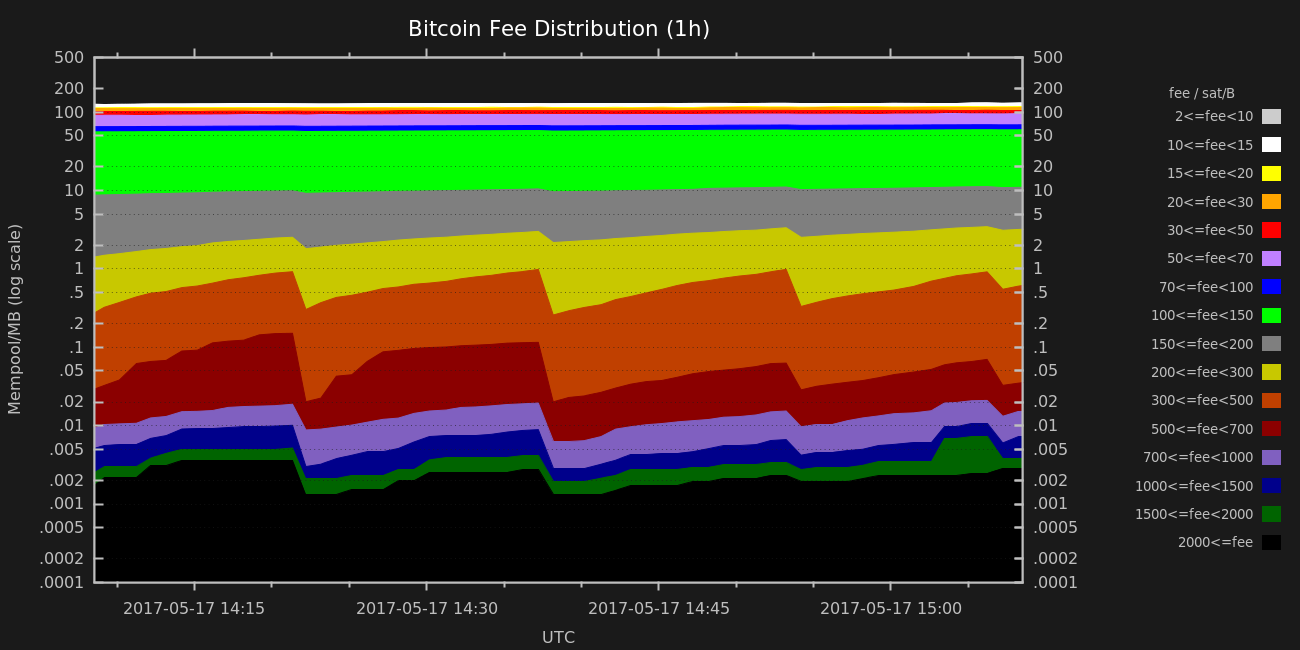 Bitcoin Fee Distribution (1h)
500
200
100
50
20
10
5
2
1
.5
.2
.1
.05
.02
.01
.005
.002
.001
.0005
.0002
.0001
Mempool/MB (log scale)
500
200
100
50
20
10
5
2
1
.5
.2
.1
.05
.02
.01
.005
.002
.001
.0005
.0002
.0001
2017-05-17 14:15
2017-05-17 14:30
2017-05-17 14:45
2017-05-17 15:00
UTC
fee / sat/B
2<=fee<10
10<=fee<15
15<=fee<20
20<=fee<30
30<=fee<50
50<=fee<70
70<=fee<100
100<=fee<150
150<=fee<200
200<=fee<300
300<=fee<500
500<=fee<700
700<=fee<1000
1000<=fee<1500
1500<=fee<2000
2000<=fee